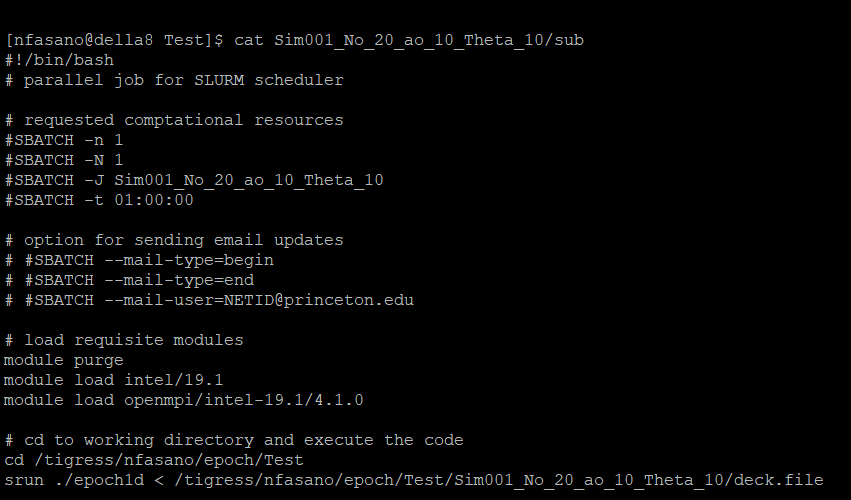 [nfasano@della8 Test]$ cat Sim001_No_20_ao_10_Theta_10/sub
#!/bin/bash
# parallel job for SLURM scheduler
# requested comptational resources
#SBATCH -n 1
#SBATCH -N 1
#SBATCH -J Sim001_No_20_ao_10_Theta_10
#SBATCH -t 01:00:00
# option for sending email updates
# #SBATCH --mail-type=begin
# #SBATCH --mail-type=end
# #SBATCH --mail-user=NETID@princeton.edu
# load requisite modules
module purge
module load intel/19.1
module load openmpi/intel-19.1/4.1.0
# cd to working directory and execute the code
cd /tigress/nfasano/epoch/Test
srun ./epoch1d < /tigress/nfasano/epoch/Test/Sim001_No_20_ao_10_Theta_10/deck.file